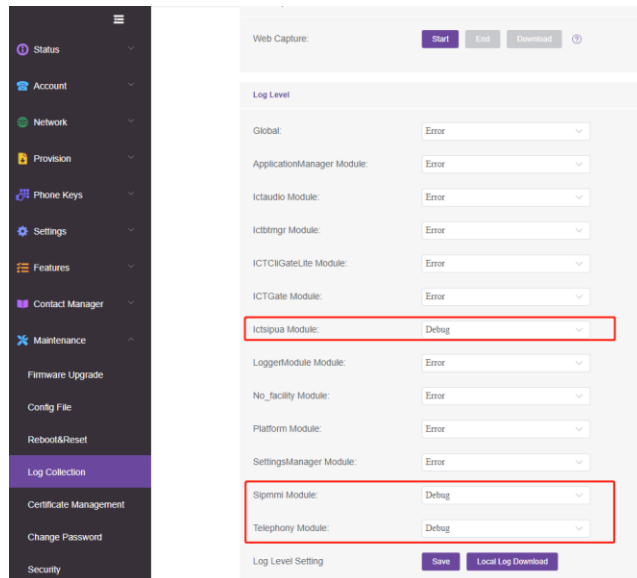 Status
Account
Network
Provision
Phone Keys
Settings
Features
Contact Manager
Maintenance
Firmware Upgrade
Config File
Reboot&Reset
Log Collection
Certificate Management
Change Password
Security
Web Capture: Start End Download
Log Level
Global: Error
ApplicationManager Module: Error
Ictaudio Module: Error
Ictbtmgr Module: Error
ICTCliGateLite Module: Error
ICTGate Module: Error
Ictsipua Module: Debug
LoggerModule Module: Error
No_facility Module: Error
Platform Module: Error
SettingsManager Module: Error
Sipmmi Module: Debug
Telephony Module: Debug
Log Level Setting Save Local Log Download